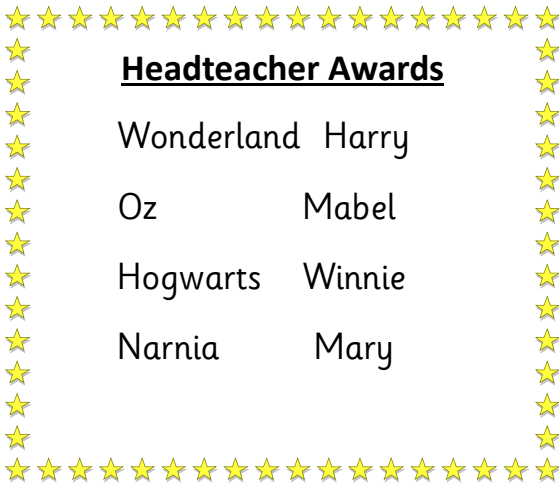 Headteacher Awards
Wonderland Harry
Oz Mabel
Hogwarts Winnie
Narnia Mary